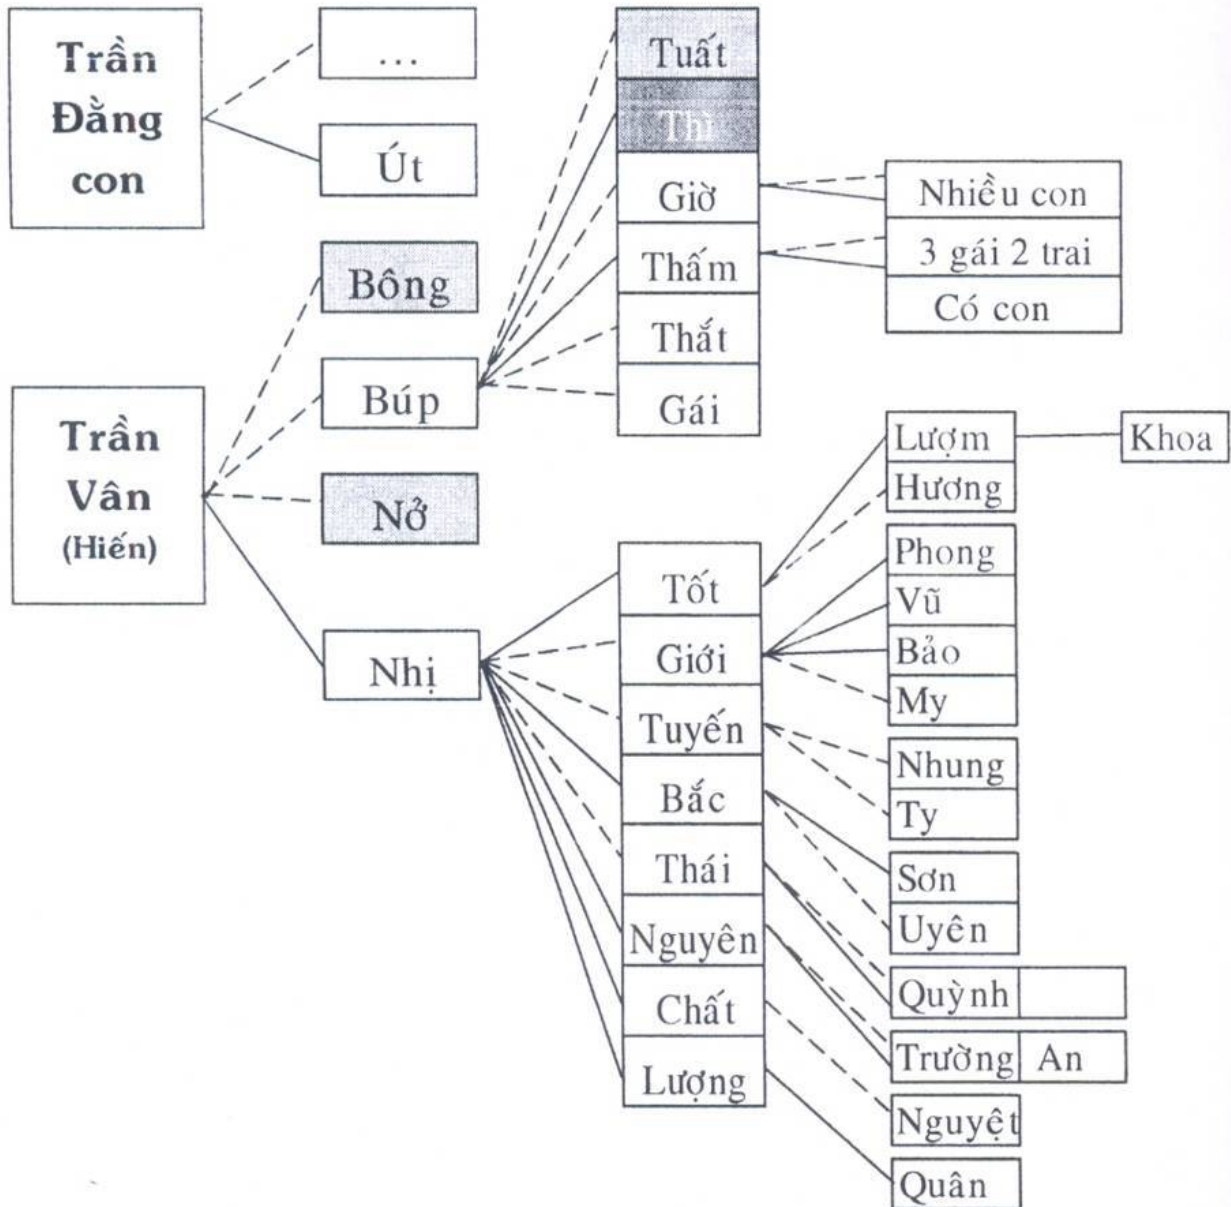 Trần
Đằng
con
...
Út
Trần
Vân
(Hiến)
Bông
Búp
Nở
Nhị
Tuất
Thì
Giờ
Thấm
Thắt
Gái
Nhiều con
3 gái 2 trai
Có con
Tốt
Giới
Tuyến
Bắc
Thái
Nguyên
Chất
Lượng
Lượm
Khoa
Hương
Phong
Vũ
Bảo
My
Nhung
Ty
Sơn
Uyên
Quỳnh
Trường An
Nguyệt
Quân